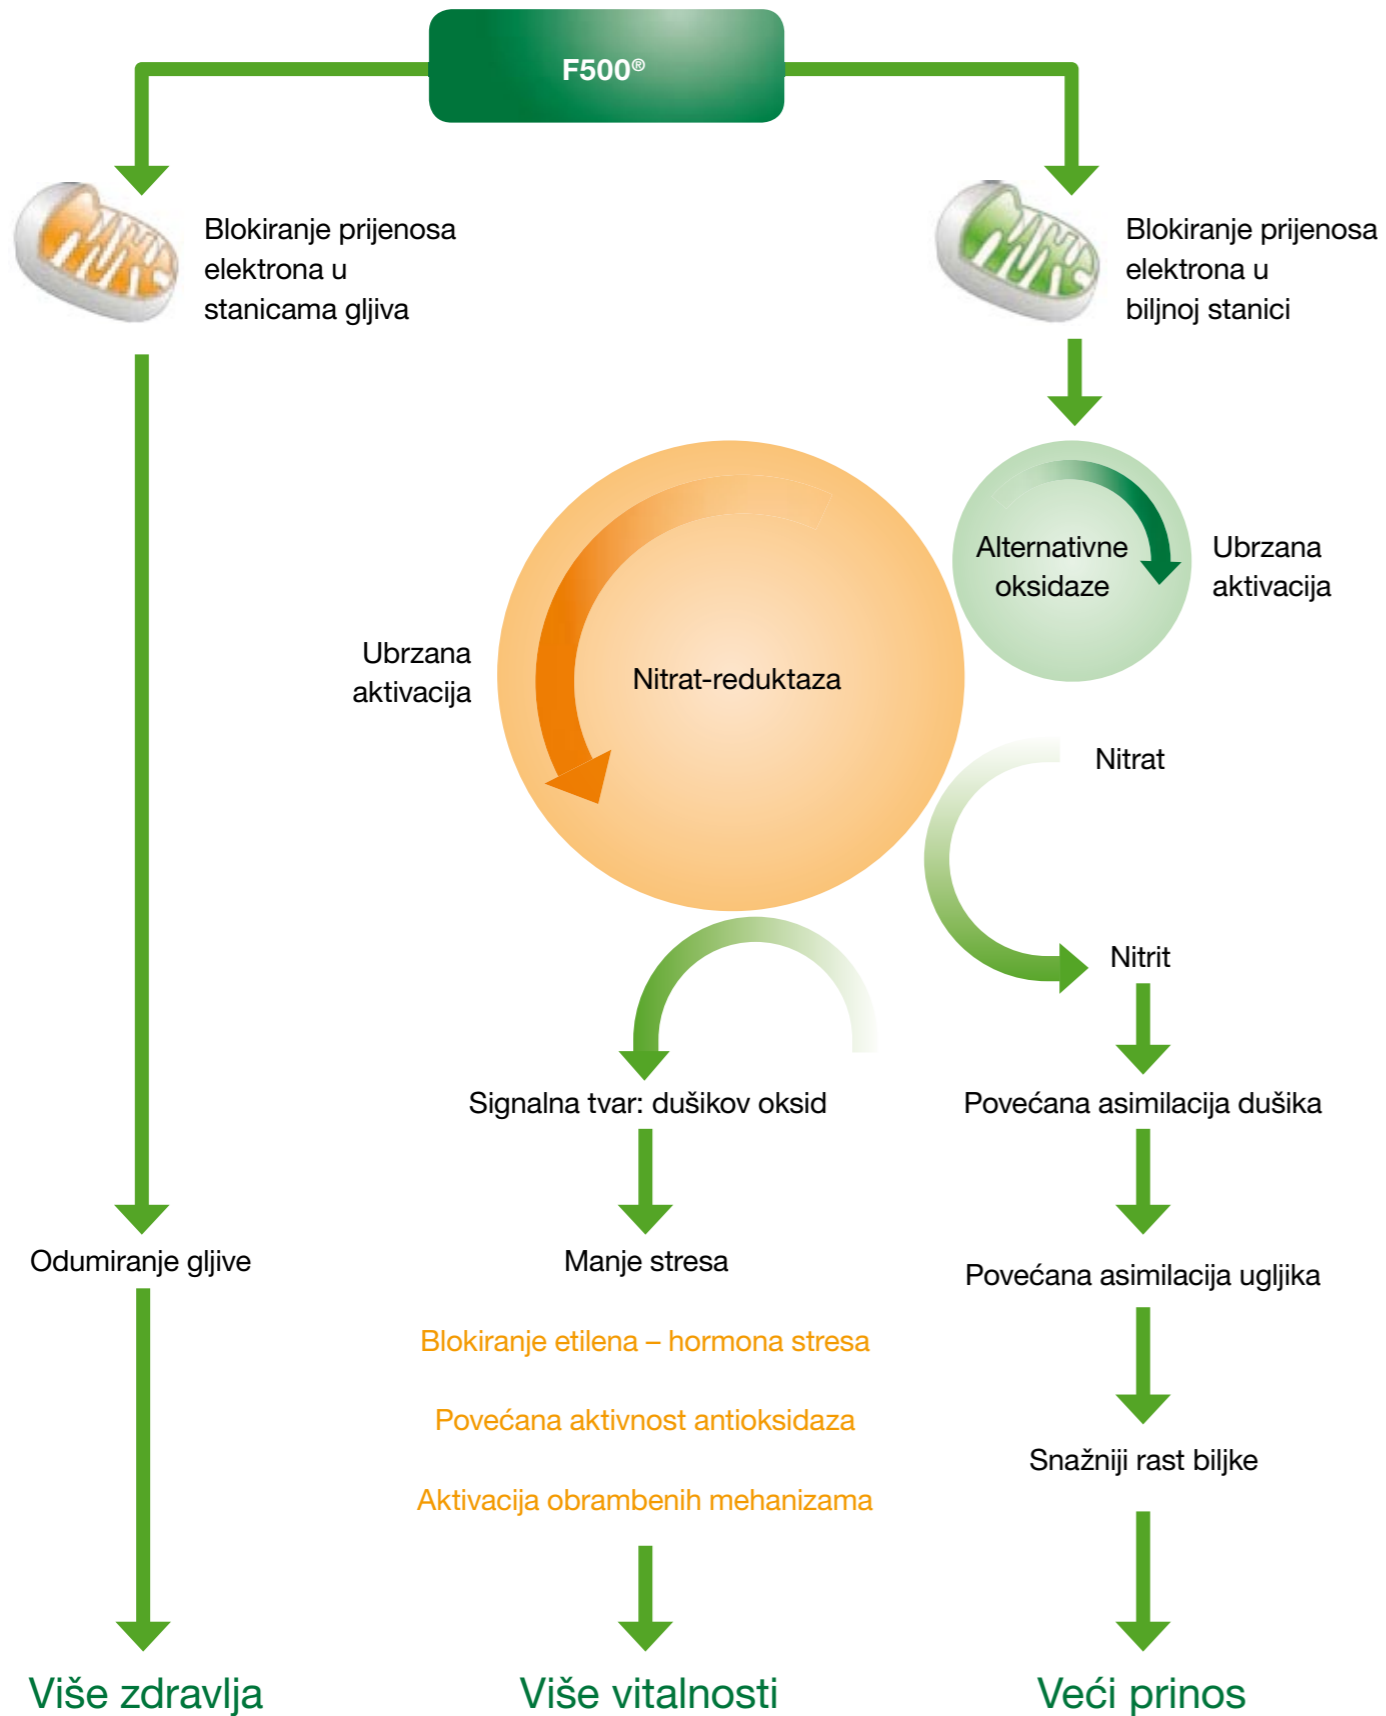 F500®
Blokiranje prijenosa
elektrona u
stanicama gljiva
Blokiranje prijenosa
elektrona u
biljnoj stanici
Alternativne
oksidaze
Ubrzana
aktivacija
Ubrzana
aktivacija
Nitrat-reduktaza
Nitrat
Nitrit
Signalna tvar: dušikov oksid
Povećana asimilacija dušika
Odumiranje gljive
Manje stresa
Povećana asimilacija ugljika
Blokiranje etilena – hormona stresa
Povećana aktivnost antioksidaza
Snažniji rast biljke
Aktivacija obrambenih mehanizama
Više zdravlja
Više vitalnosti
Veći prinos